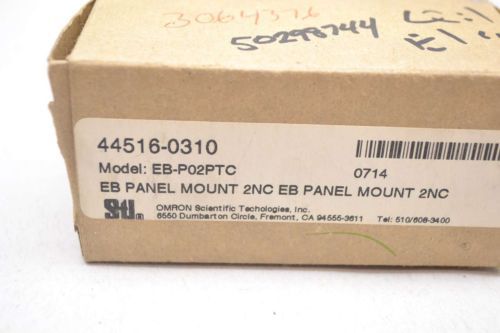 3064376
50298744
44516-0310
Model: EB-P02PTC 0714
EB PANEL MOUNT 2NC EB PANEL MOUNT 2NC
STI
OMRON Scientific Techologies, Inc.
6550 Dumbarton Circle, Fremont, CA 94555-3611 Tel: 510/608-3400